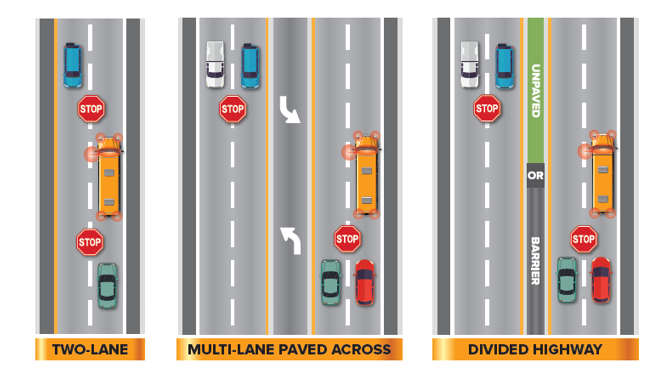 STOP
STOP
TWO-LANE
STOP
STOP
MULTI-LANE PAVED ACROSS
STOP
UNPAVED
OR
BARRIER
STOP
DIVIDED HIGHWAY